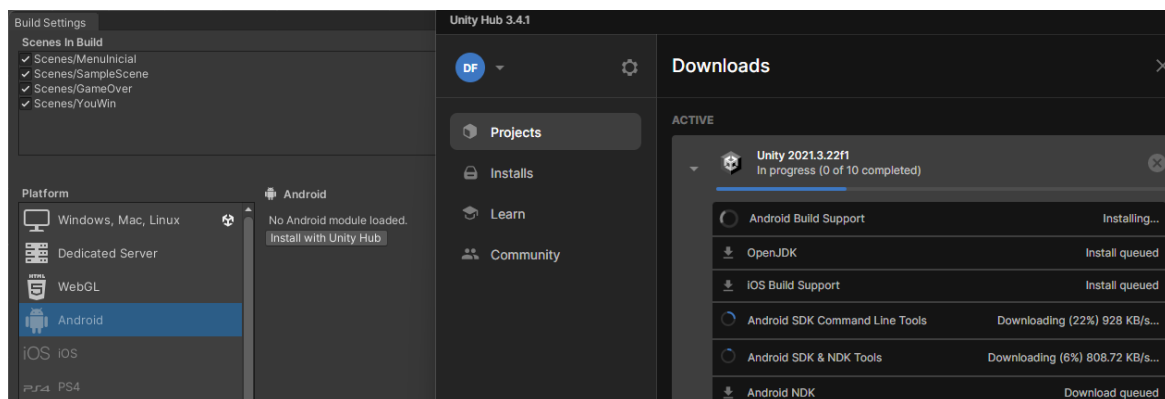 Build Settings
Scenes In Build
Scenes/MenuInicial
Scenes/SampleScene
Scenes/GameOver
Scenes/YouWin
Platform
Windows, Mac, Linux
Dedicated Server
HTML
5
WebGL
Android
iOS iOS
PS4 PS4
Android
No Android module loaded.
Install with Unity Hub
Unity Hub 3.4.1
DF
Projects
Installs
Learn
Community
Downloads
ACTIVE
Unity 2021.3.22f1
In progress (0 of 10 completed)
Android Build Support Installing...
OpenJDK Install queued
iOS Build Support Install queued
Android SDK Command Line Tools Downloading (22%) 928 KB/s...
Android SDK & NDK Tools Downloading (6%) 808.72 KB/s...
Android NDK Download queued